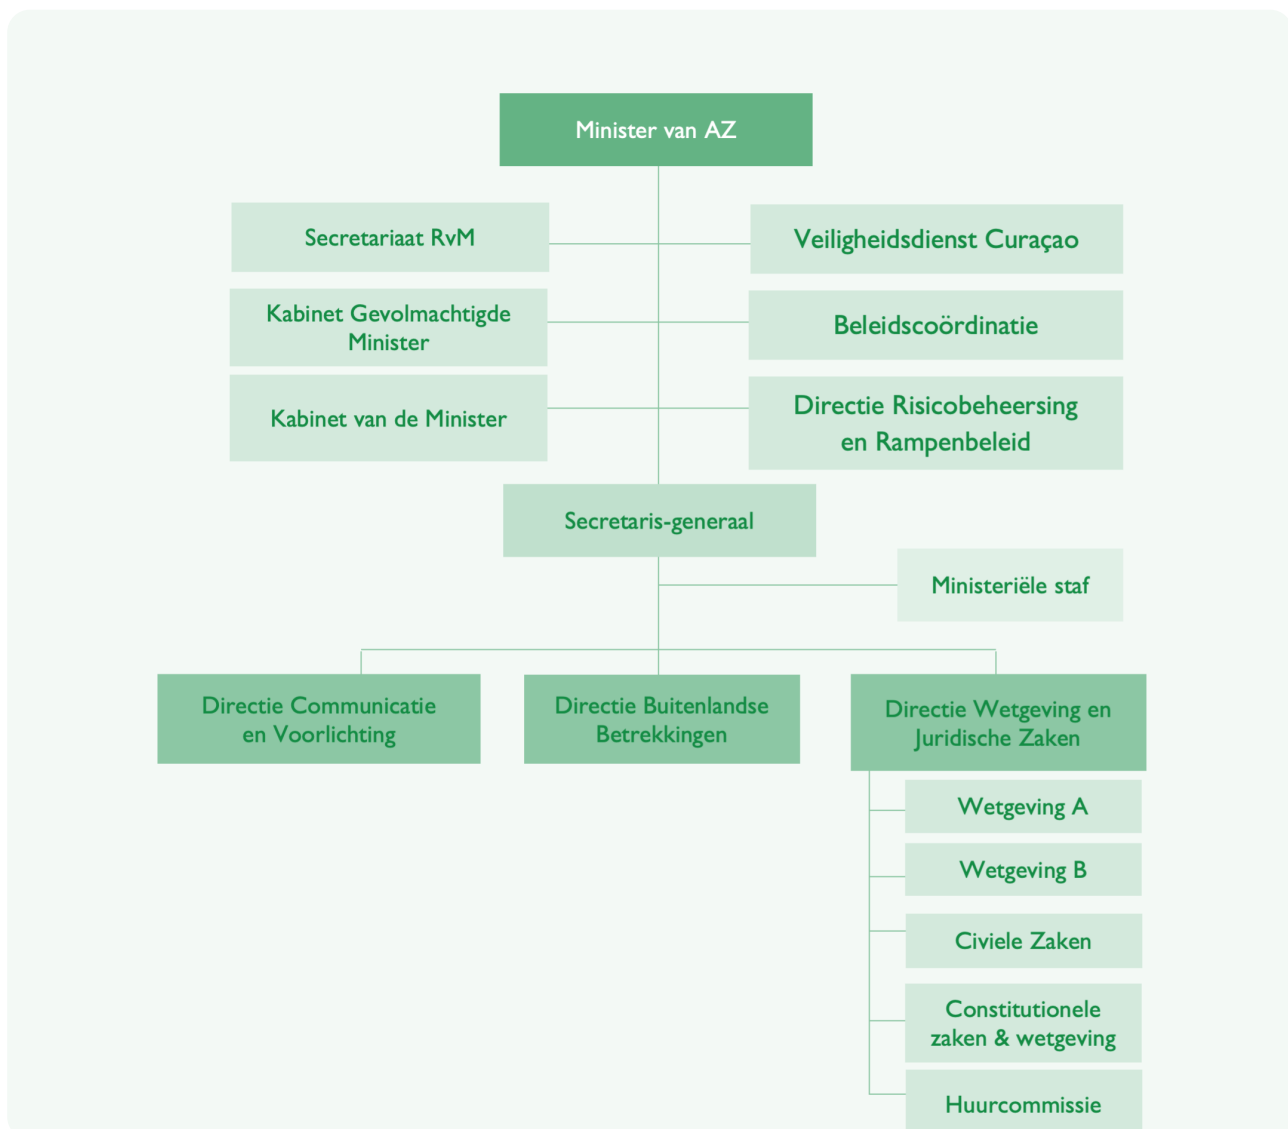 Minister van AZ
Secretariaat RvM
Veiligheidsdienst Curaçao
Kabinet Gevolmachtigde
Minister
Beleidscoördinatie
Kabinet van de Minister
Directie Risicobeheersing
en Rampenbeleid
Secretaris-generaal
Ministeriële staf
Directie Communicatie
en Voorlichting
Directie Buitenlandse
Betrekkingen
Directie Wetgeving en
Juridische Zaken
Wetgeving A
Wetgeving B
Civiele Zaken
Constitutionele
zaken & wetgeving
Huurcommissie